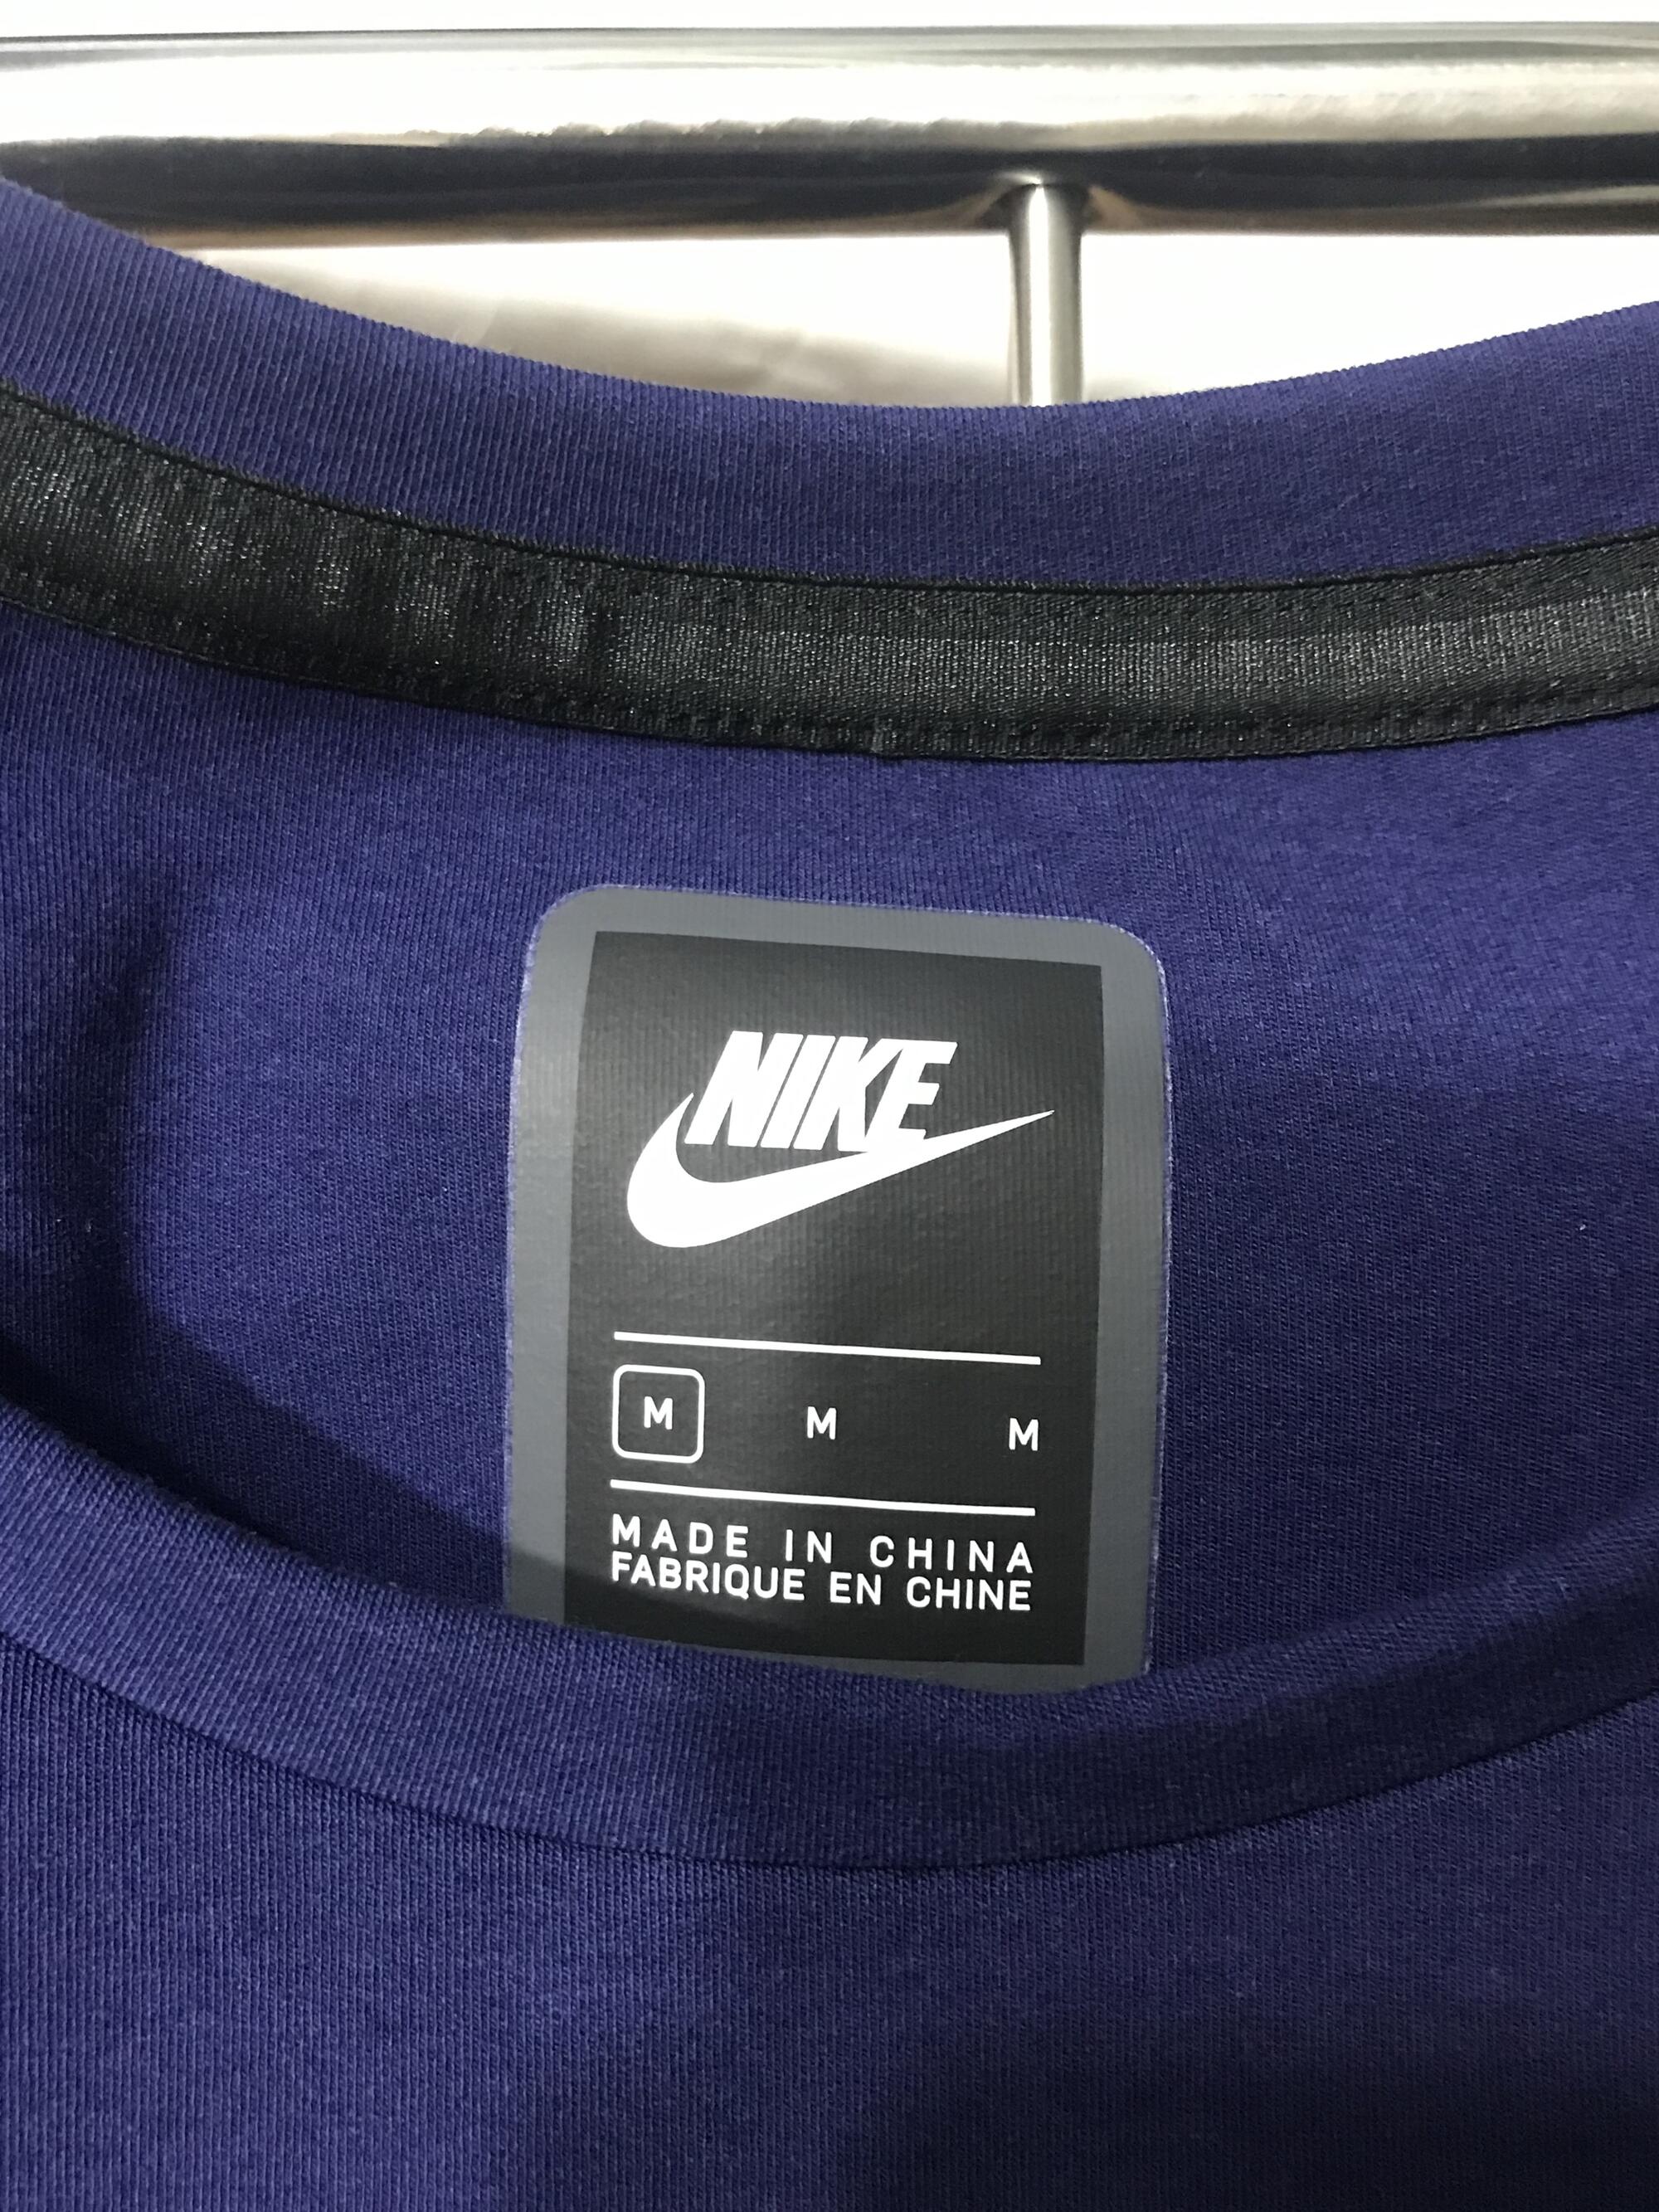 NIKE
M M M
MADE IN CHINA
FABRIQUE EN CHINE